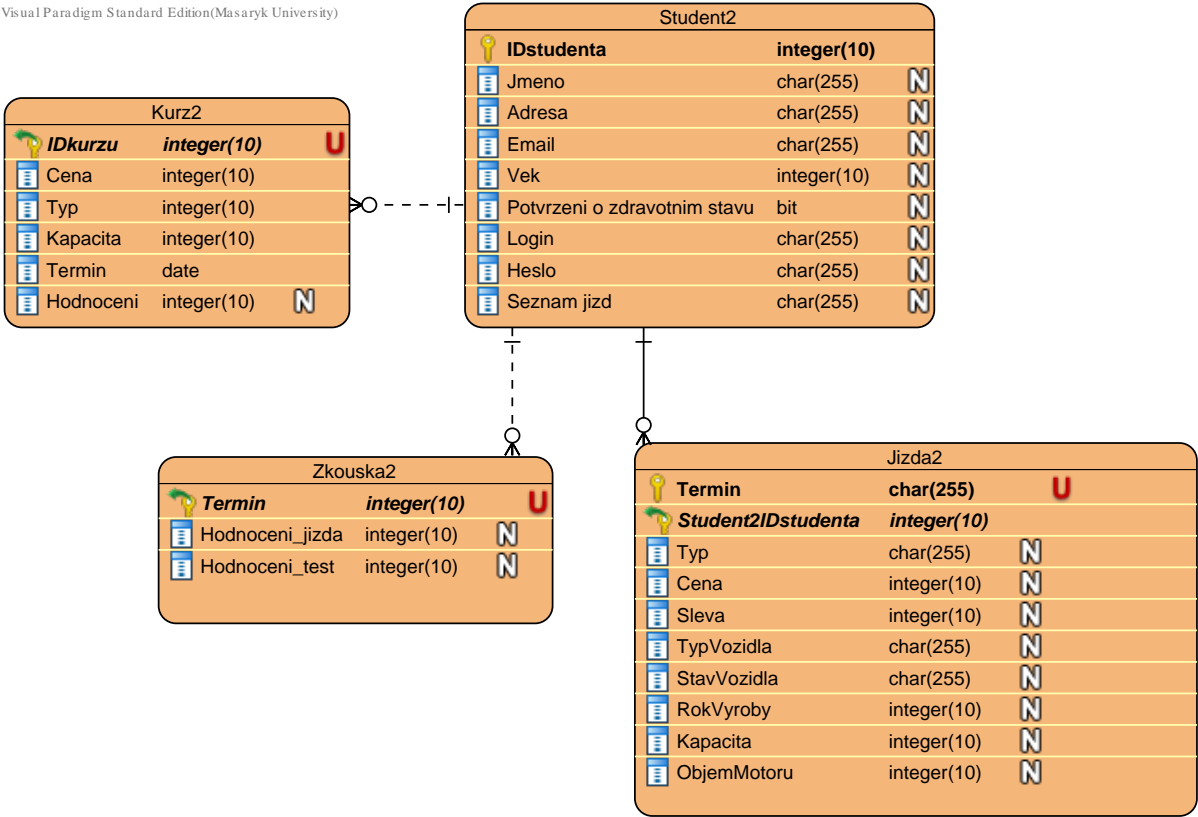 Visual Paradigm Standard Edition(Masaryk University)
Student2
IDstudenta integer(10)
Jmeno char(255) N
Adresa char(255) N
Email char(255) N
Vek integer(10) N
Potvrzeni o zdravotnim stavu bit N
Login char(255) N
Heslo char(255) N
Seznam jizd char(255) N
Kurz2
IDkurzu integer(10) U
Cena integer(10)
Typ integer(10)
Kapacita integer(10)
Termin date
Hodnoceni integer(10) N
Zkouska2
Termin integer(10) U
Hodnoceni_jizda integer(10) N
Hodnoceni_test integer(10) N
Jizda2
Termin char(255) U
Student2IDstudenta integer(10)
Typ char(255) N
Cena integer(10) N
Sleva integer(10) N
TypVozidla char(255) N
StavVozidla char(255) N
RokVyroby integer(10) N
Kapacita integer(10) N
ObjemMotoru integer(10) N